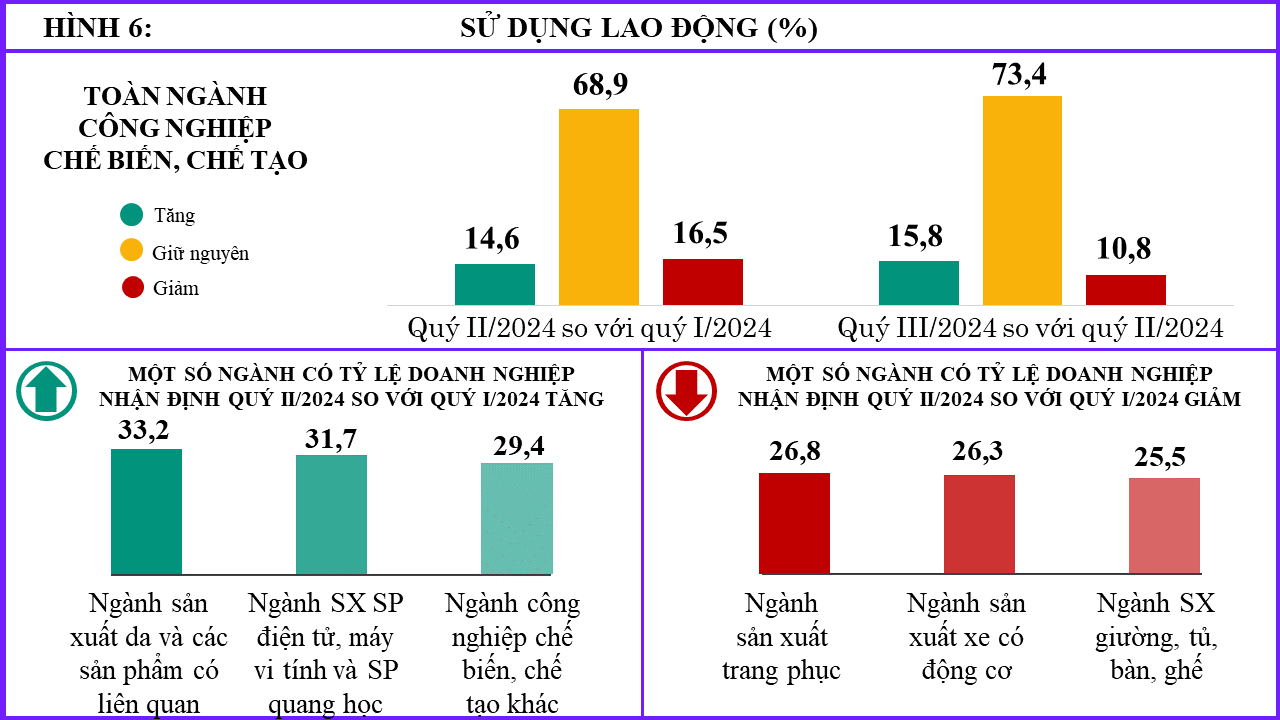 HÌNH 6:
SỬ DỤNG LAO ĐỘNG (%)
TOÀN NGÀNH
CÔNG NGHIỆP
CHẾ BIẾN, CHẾ TẠO
Tăng
Giữ nguyên
Giảm
14,6
68,9
16,5
15,8
73,4
10,8
Quý II/2024 so với quý I/2024
Quý III/2024 so với quý II/2024
MỘT SỐ NGÀNH CÓ TỶ LỆ DOANH NGHIỆP
NHẬN ĐỊNH QUÝ II/2024 SO VỚI QUÝ I/2024 TĂNG
33,2
31,7
29,4
Ngành sản
xuất da và các
sản phẩm có
liên quan
Ngành SX SP
điện tử, máy
vi tính và SP
quang học
Ngành công
nghiệp chế
biến, chế
tạo khác
MỘT SỐ NGÀNH CÓ TỶ LỆ DOANH NGHIỆP
NHẬN ĐỊNH QUÝ II/2024 SO VỚI QUÝ I/2024 GIẢM
26,8
26,3
25,5
Ngành
sản xuất
trang phục
Ngành sản
xuất xe có
động cơ
Ngành SX
giường, tủ,
bàn, ghế